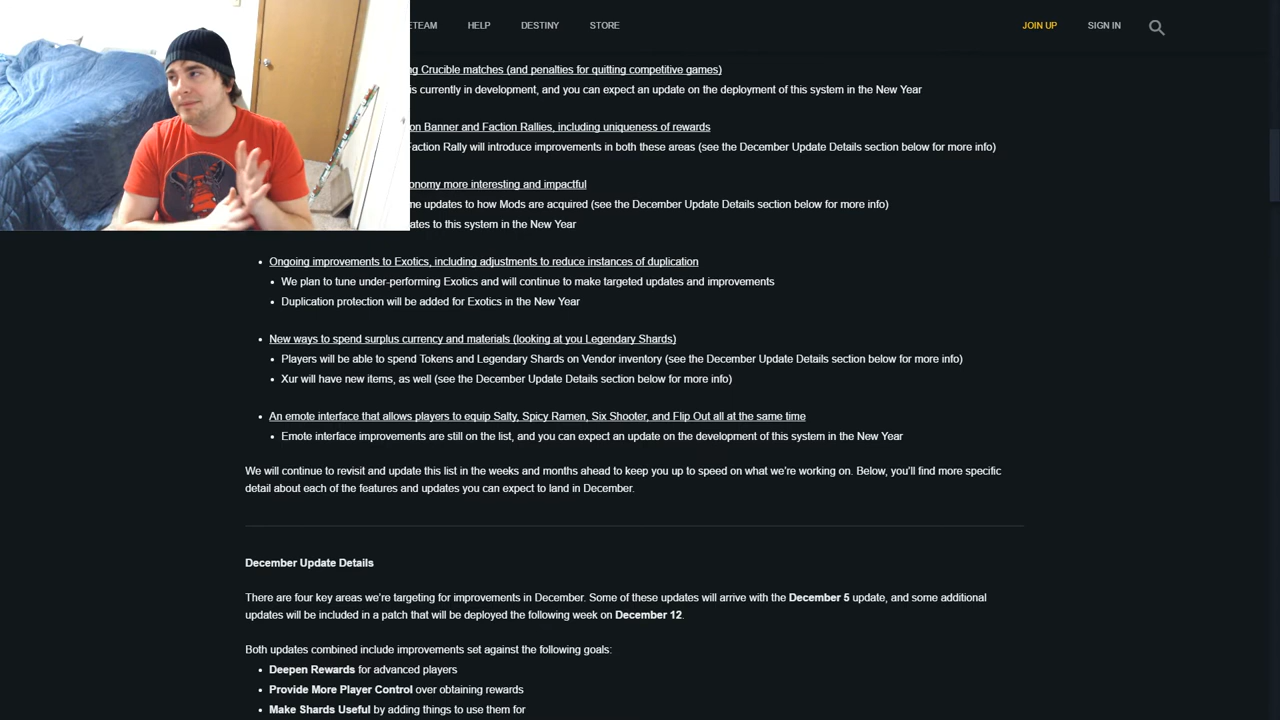 ETEAM HELP DESTINY STORE JOIN UP SIGN IN
Crucible matches (and penalties for quitting competitive games)
is currently in development, and you can expect an update on the deployment of this system in the New Year
Banner and Faction Rallies, including uniqueness of rewards
Faction Rally will introduce improvements in both these areas (see the December Update Details section below for more info)
onomy more interesting and impactful
updates to how Mods are acquired (see the December Update Details section below for more info)
ates to this system in the New Year
• Ongoing improvements to Exotics, including adjustments to reduce instances of duplication
• We plan to tune under-performing Exotics and will continue to make targeted updates and improvements
• Duplication protection will be added for Exotics in the New Year
• New ways to spend surplus currency and materials (looking at you Legendary Shards)
• Players will be able to spend Tokens and Legendary Shards on Vendor inventory (see the December Update Details section below for more info)
• Xur will have new items, as well (see the December Update Details section below for more info)
• An emote interface that allows players to equip Salty, Spicy Ramen, Six Shooter, and Flip Out all at the same time
• Emote interface improvements are still on the list, and you can expect an update on the development of this system in the New Year
We will continue to revisit and update this list in the weeks and months ahead to keep you up to speed on what we're working on. Below, you'll find more specific
detail about each of the features and updates you can expect to land in December.
December Update Details
There are four key areas we're targeting for improvements in December. Some of these updates will arrive with the December 5 update, and some additional
updates will be included in a patch that will be deployed the following week on December 12.
Both updates combined include improvements set against the following goals:
• Deepen Rewards for advanced players
• Provide More Player Control over obtaining rewards
• Make Shards Useful by adding things to use them for